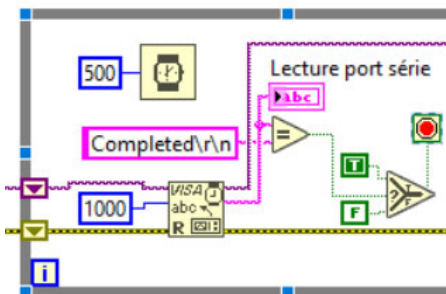 500
Lecture port série
abc
Completed\r\n
=
T
1000
VISA
abc
R
?
F
F
i